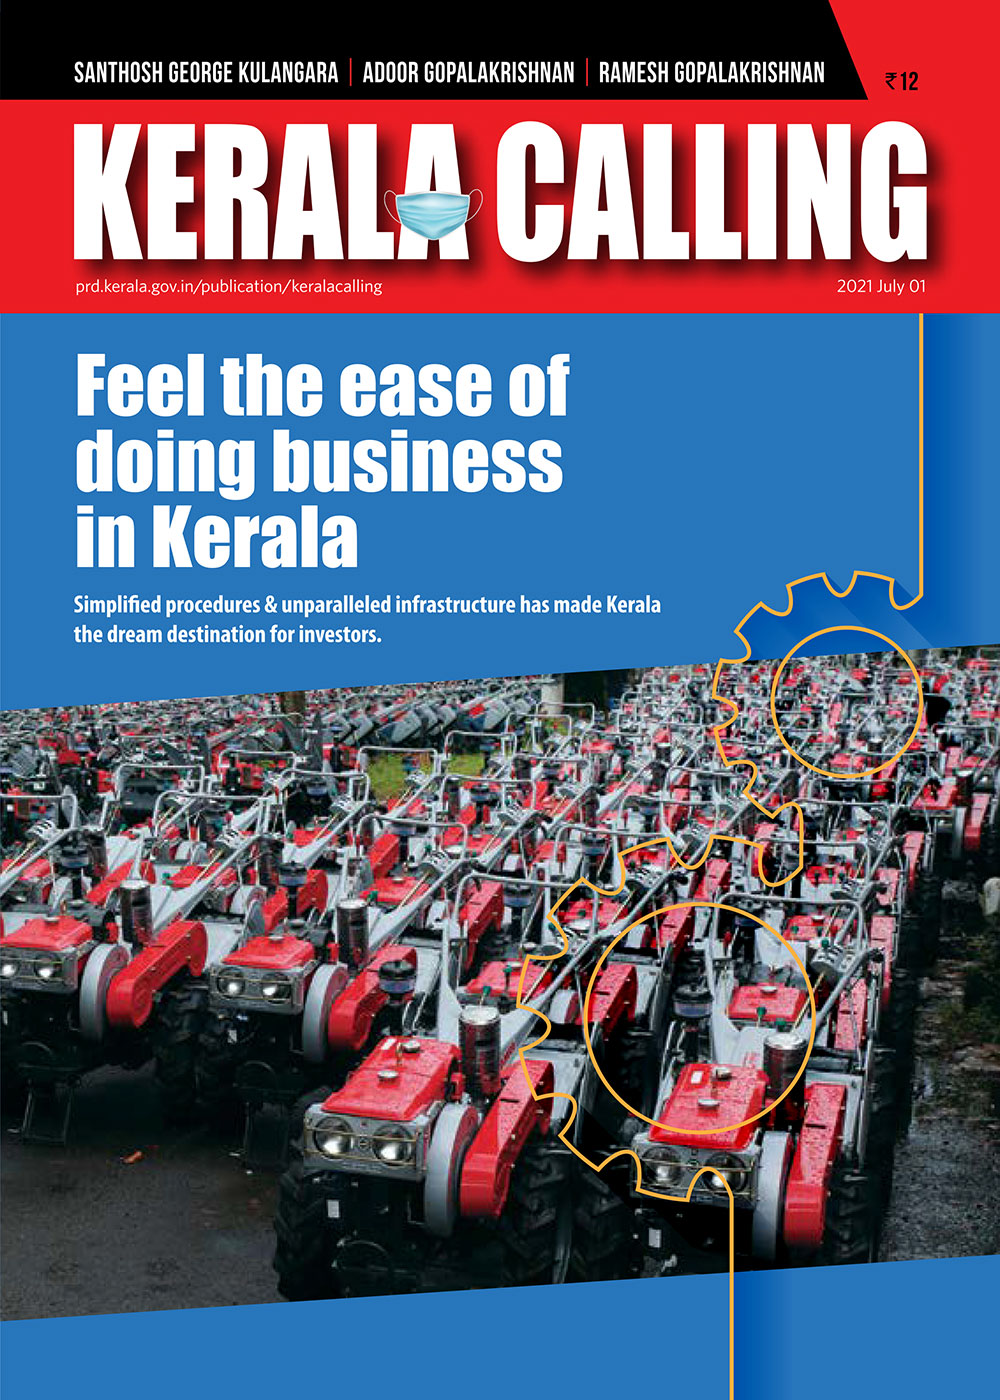 SANTHOSH GEORGE KULANGARA | ADOOR GOPALAKRISHNAN | RAMESH GOPALAKRISHNAN
₹12
KERALA CALLING
prd.kerala.gov.in/publication/keralacalling
2021 July 01
Feel the ease of
doing business
in Kerala
Simplified procedures & unparalleled infrastructure has made Kerala
the dream destination for investors.